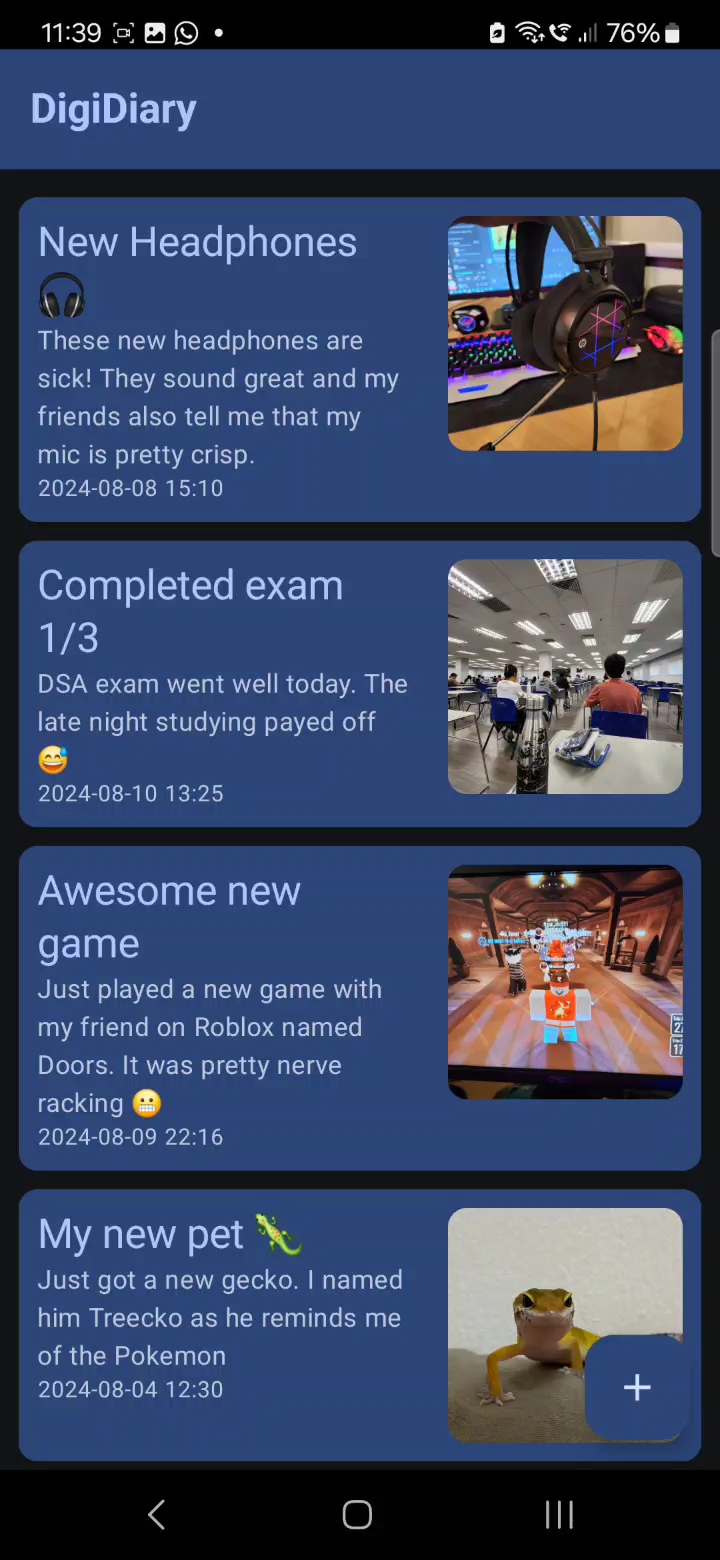 11:39 76%
DigiDiary
New Headphones
🎧
These new headphones are
sick! They sound great and my
friends also tell me that my
mic is pretty crisp.
2024-08-08 15:10
Completed exam
1/3
DSA exam went well today. The
late night studying payed off
😅
2024-08-10 13:25
Awesome new
game
Just played a new game with
my friend on Roblox named
Doors. It was pretty nerve
racking 😬
2024-08-09 22:16
My new pet 🦎
Just got a new gecko. I named
him Treecko as he reminds me
of the Pokemon
2024-08-04 12:30
+